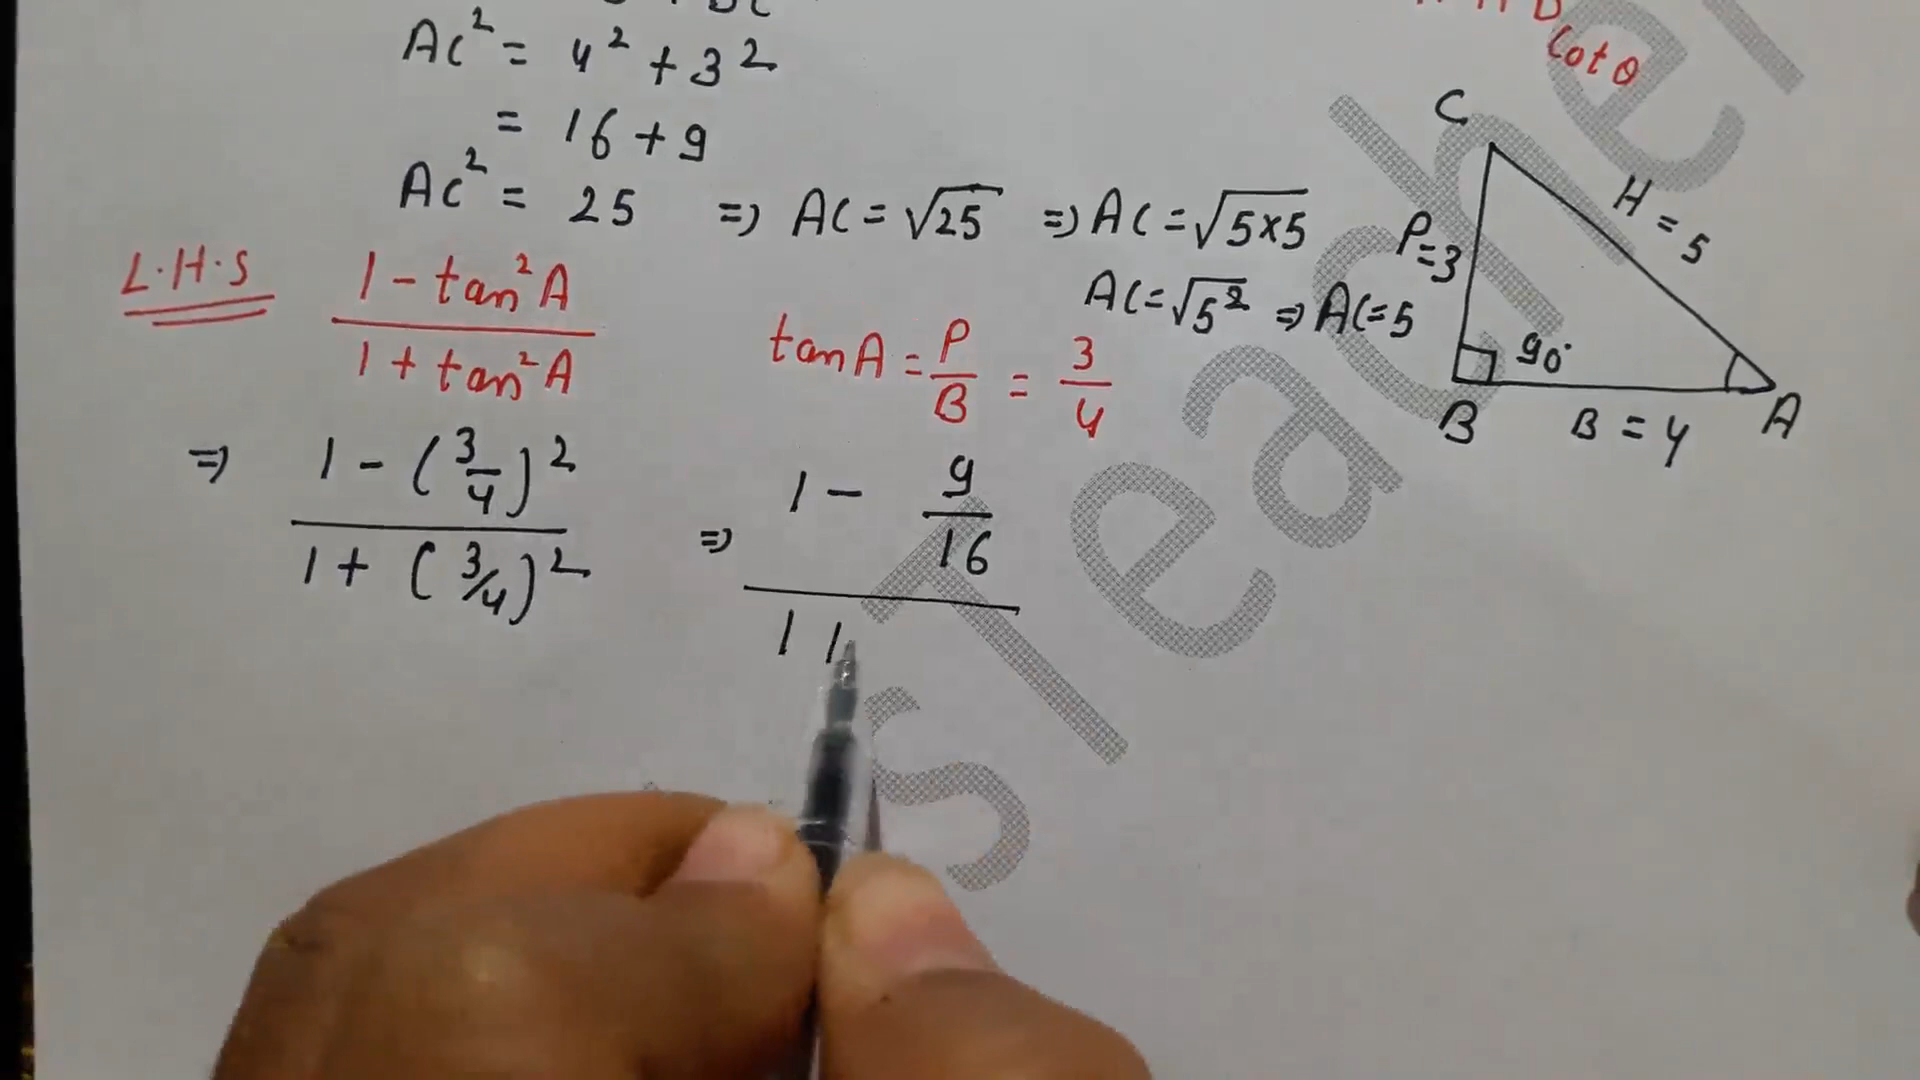 AC² = 4² + 3²
= 16 + 9
AC² = 25 ⇒ AC = √25 ⇒ AC = √5×5
AC = √5² ⇒ AC = 5
L.H.S 1 - tan²A / 1 + tan²A
tanA = P/B = 3/4
⇒ 1 - (3/4)² / 1 + (3/4)²
⇒ 1 - 9/16
1 1
Cot θ
C
H = 5
P = 3
90°
B
B = 4
A
sTeacher